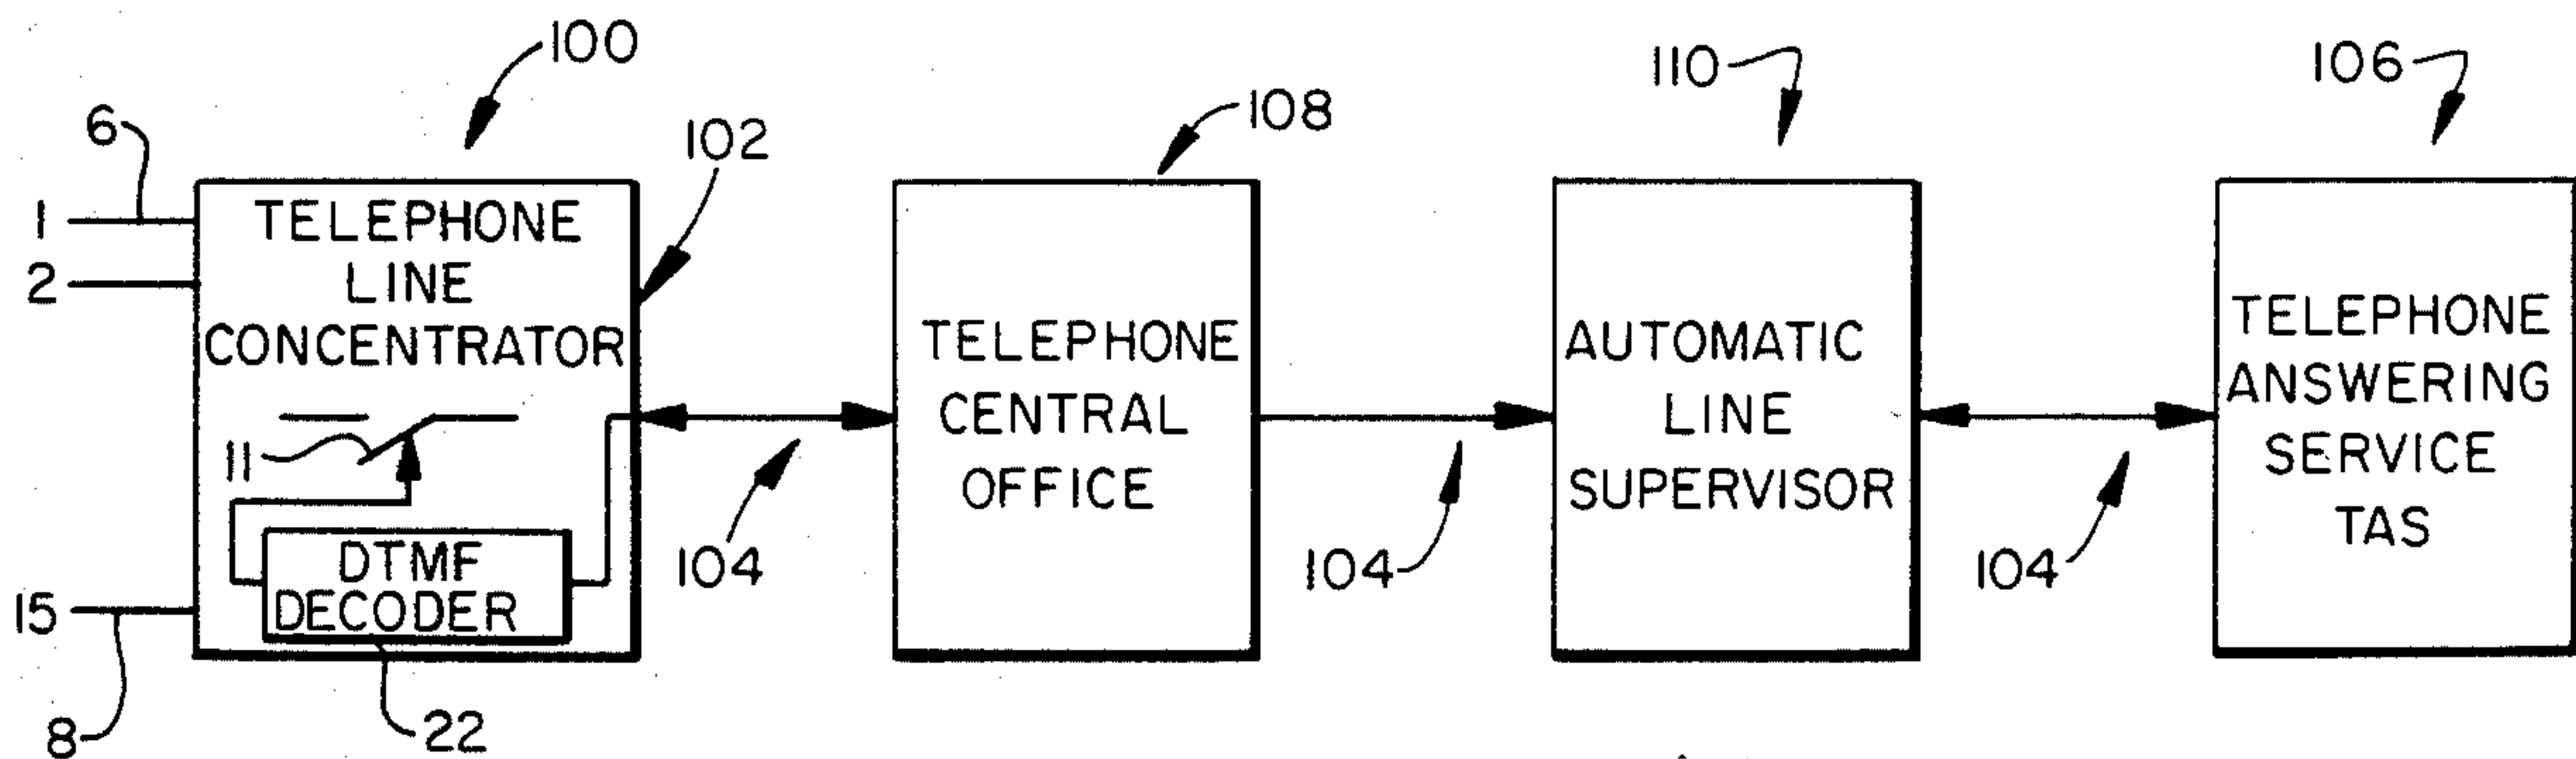 100
110
106
6
108
102
1
2
15
8
TELEPHONE
LINE
CONCENTRATOR
11
DTMF
DECODER
22
104
TELEPHONE
CENTRAL
OFFICE
104
AUTOMATIC
LINE
SUPERVISOR
104
TELEPHONE
ANSWERING
SERVICE
TAS